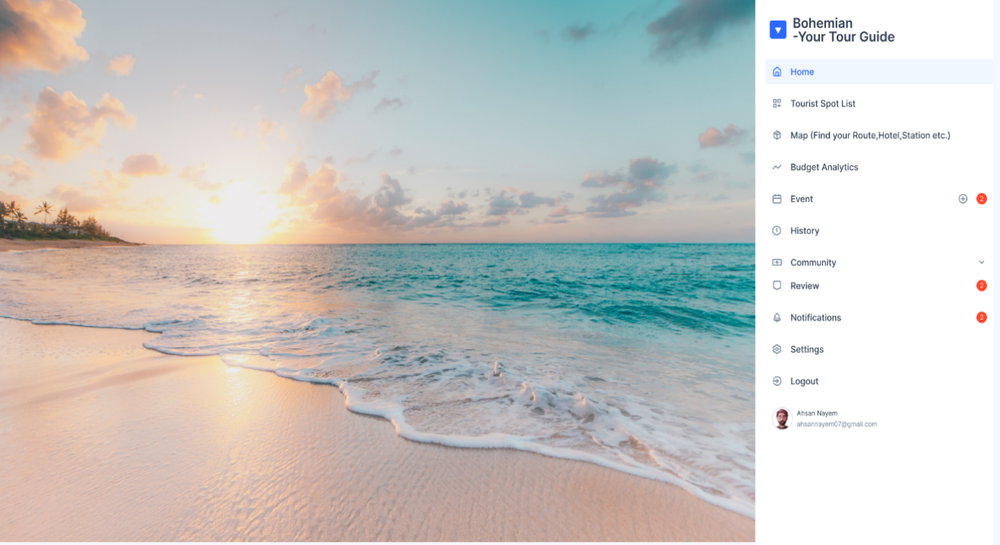 Bohemian
-Your Tour Guide
Home
Tourist Spot List
Map (Find your Route,Hotel,Station etc.)
Budget Analytics
Event 2
History
Community
Review 2
Notifications 2
Settings
Logout
Ahsan Nayem
ahsannayem07@gmail.com